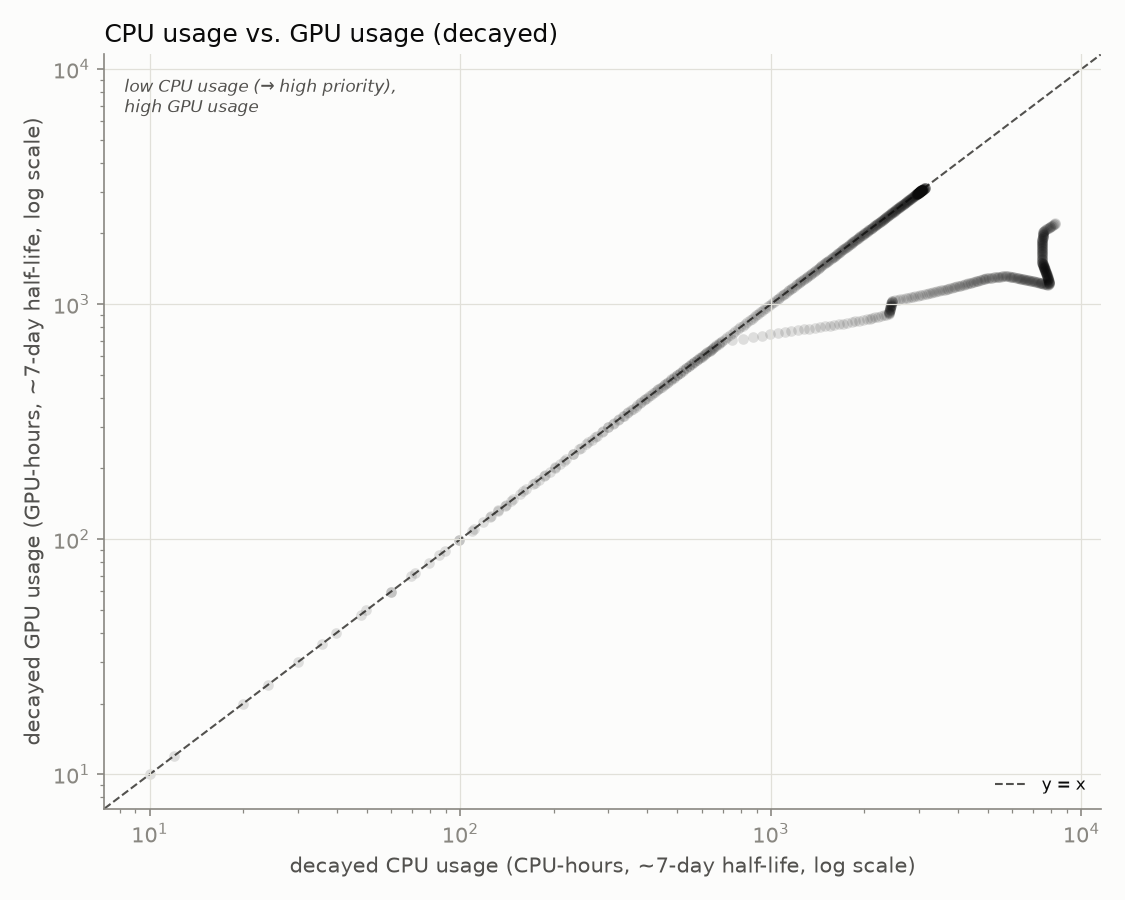 CPU usage vs. GPU usage (decayed)
low CPU usage (→ high priority),
high GPU usage
decayed GPU usage (GPU-hours, ~7-day half-life, log scale)
10⁴
10³
10²
10¹
y = x
10¹ 10² 10³ 10⁴
decayed CPU usage (CPU-hours, ~7-day half-life, log scale)